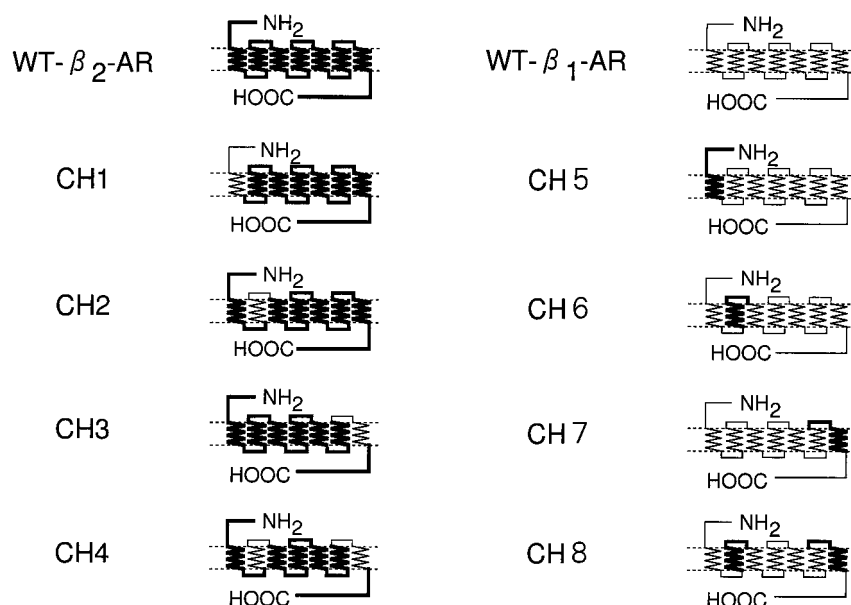 WT-β2-AR
NH2
HOOC
WT-β1-AR
NH2
HOOC
CH1
NH2
HOOC
CH5
NH2
HOOC
CH2
NH2
HOOC
CH6
NH2
HOOC
CH3
NH2
HOOC
CH7
NH2
HOOC
CH4
NH2
HOOC
CH8
NH2
HOOC